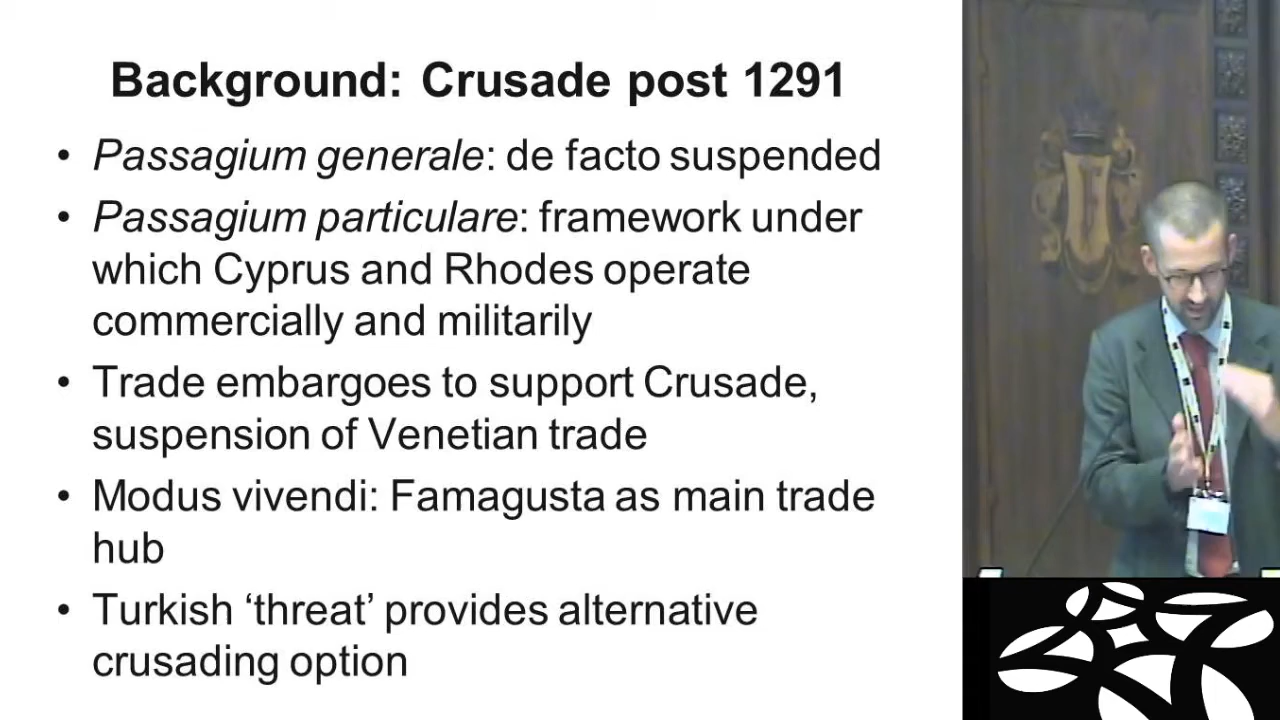 Background: Crusade post 1291
• Passagium generale: de facto suspended
• Passagium particulare: framework under
which Cyprus and Rhodes operate
commercially and militarily
• Trade embargoes to support Crusade,
suspension of Venetian trade
• Modus vivendi: Famagusta as main trade
hub
• Turkish ‘threat’ provides alternative
crusading option